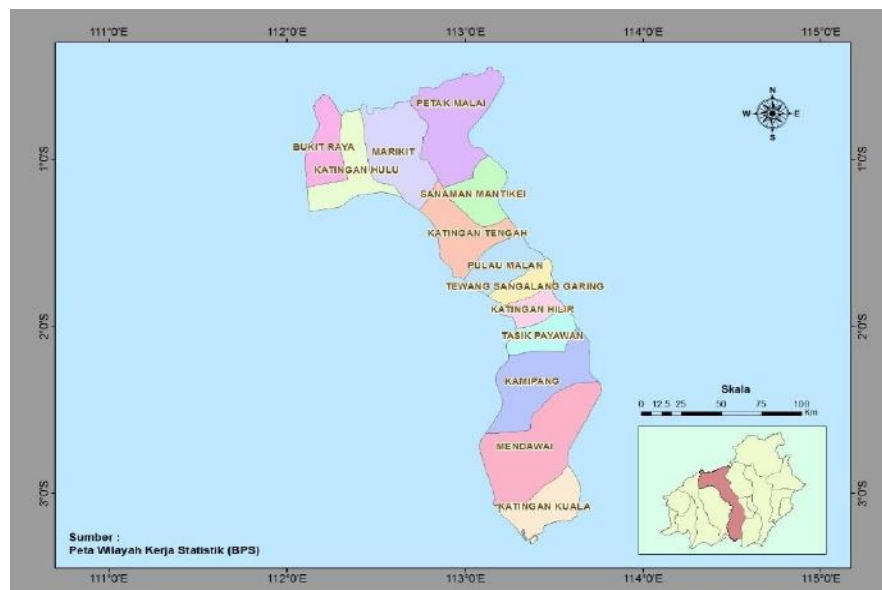 111°0'E 112°0'E 113°0'E 114°0'E 115°0'E
N
W E
S
PETAK MALAI
BUKIT RAYA
MARIKIT
KATINGAN HULU
1°0'S 1°0'S
SANAMAN MANTIKEI
KATINGAN TENGAH
PULAU MALAN
TEWANG SANGALANG GARING
KATINGAN HILIR
2°0'S 2°0'S
TASIK PAYAWAN
KAMIPANG
Skala
0 12.5 25 50 75 100
Km
MENDAWAI
3°0'S 3°0'S
KATINGAN KUALA
Sumber :
Peta Wilayah Kerja Statistik (BPS)
111°0'E 112°0'E 113°0'E 114°0'E 115°0'E